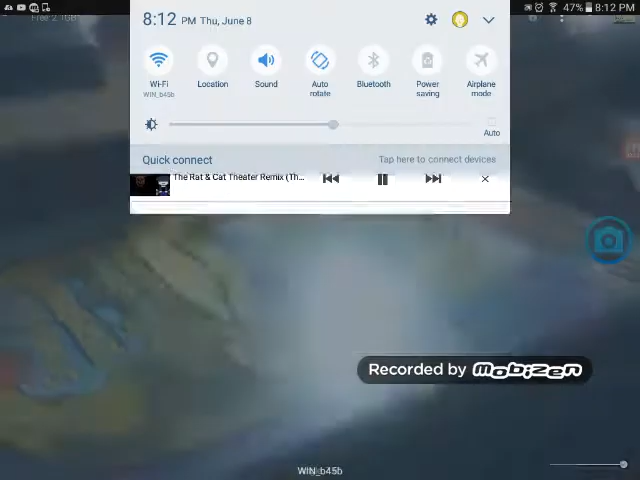 Free: 2.1GB
47% 8:12 PM
8:12 PM Thu, June 8
Wi-Fi
WIN_b45b
Location
Sound
Auto
rotate
Bluetooth
Power
saving
Airplane
mode
Auto
Quick connect
Tap here to connect devices
The Rat & Cat Theater Remix (Th...
Recorded by mobizen
WIN_b45b